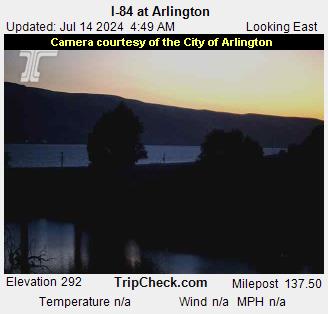 I-84 at Arlington
Updated: Jul 14 2024 4:49 AM Looking East
Camera courtesy of the City of Arlington
Elevation 292 TripCheck.com Milepost 137.50
Temperature n/a Wind n/a MPH n/a